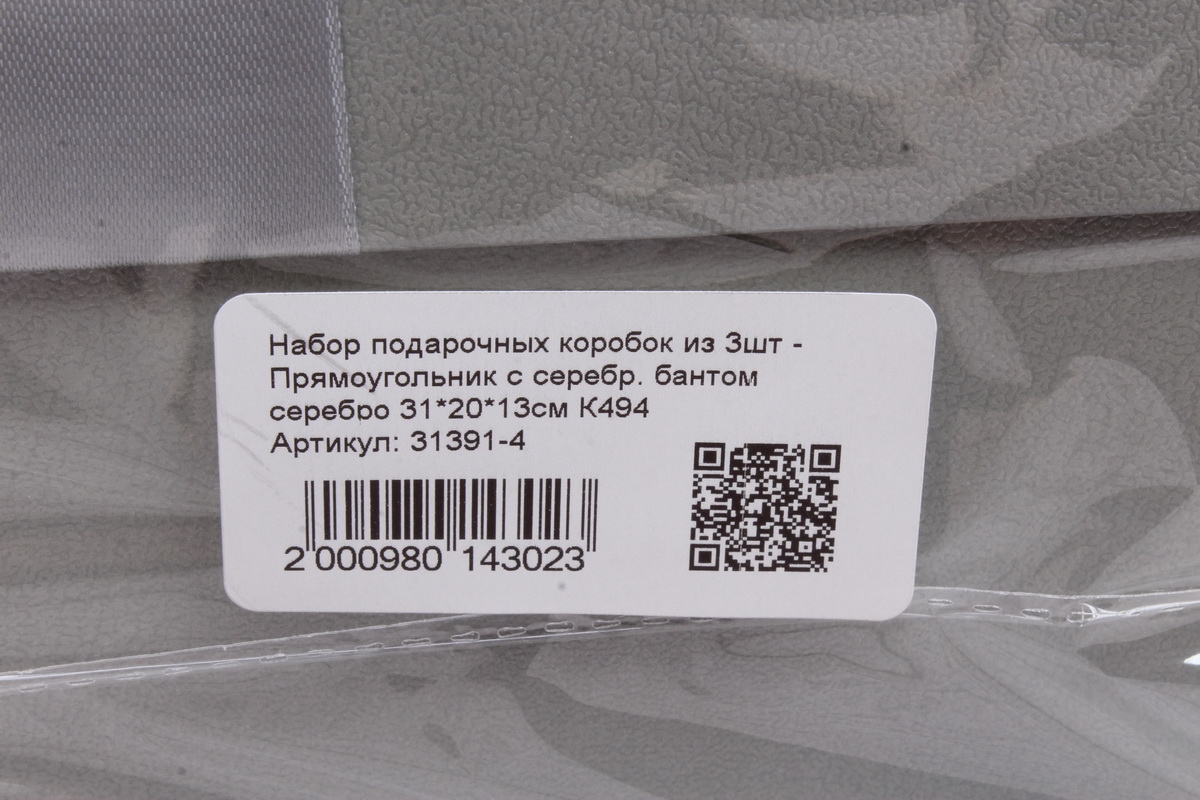 Набор подарочных коробок из 3шт -
Прямоугольник с серебр. бантом
серебро 31*20*13см К494
Артикул: 31391-4
2 000980 143023